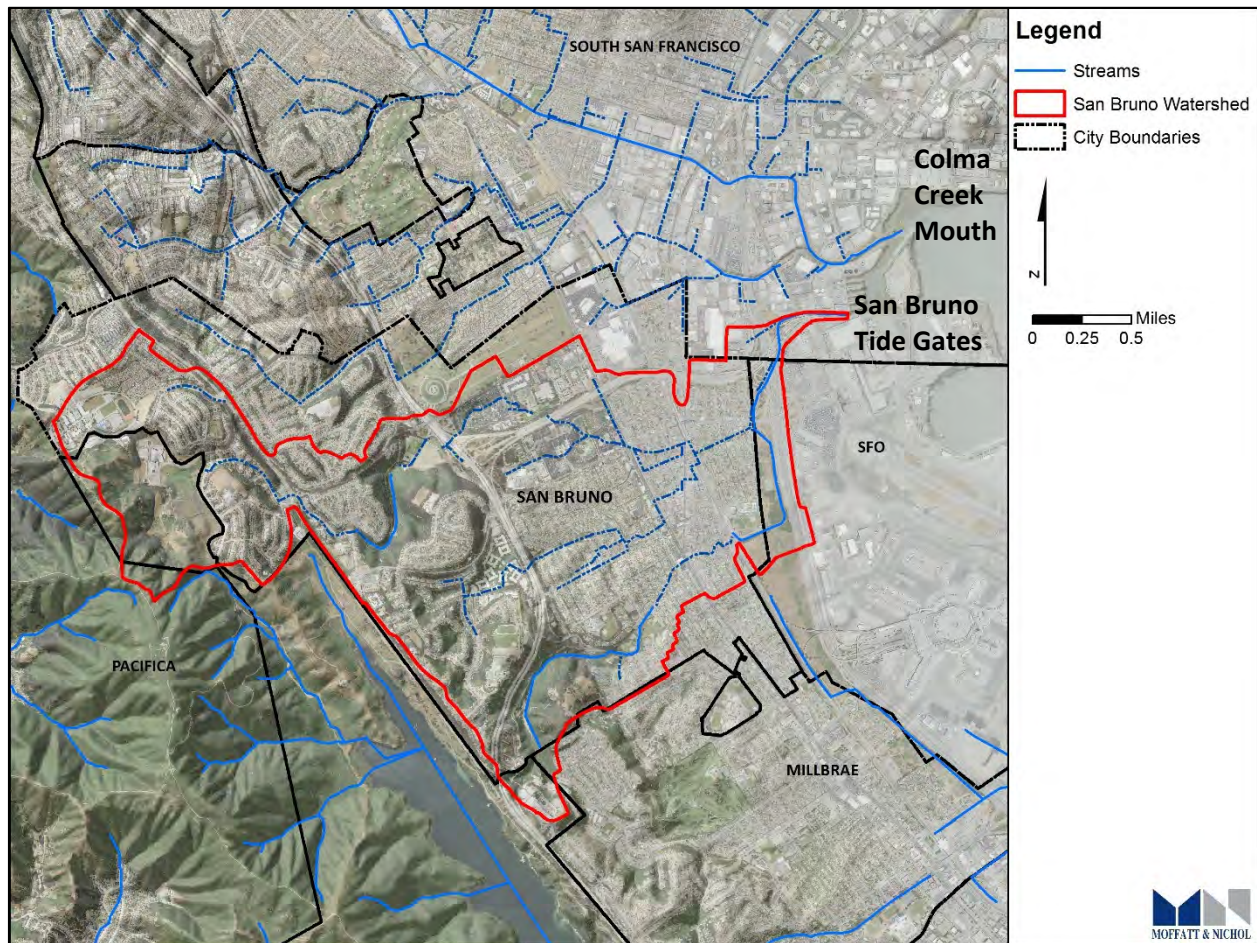 SOUTH SAN FRANCISCO
Colma
Creek
Mouth
San Bruno
Tide Gates
SFO
SAN BRUNO
PACIFICA
MILLBRAE
Legend
Streams
San Bruno Watershed
City Boundaries
N
Miles
0 0.25 0.5
MOFFATT & NICHOL